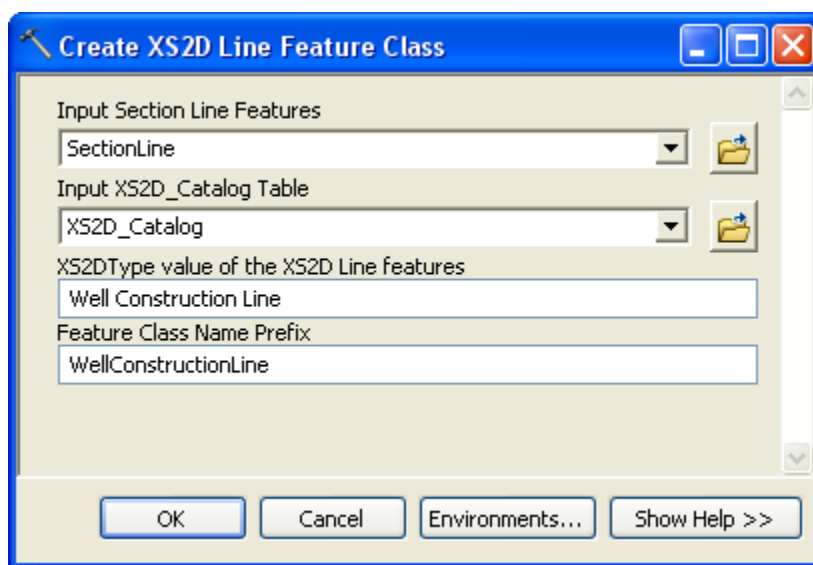 Create XS2D Line Feature Class
Input Section Line Features
SectionLine
Input XS2D_Catalog Table
XS2D_Catalog
XS2DType value of the XS2D Line features
Well Construction Line
Feature Class Name Prefix
WellConstructionLine
OK Cancel Environments... Show Help >>